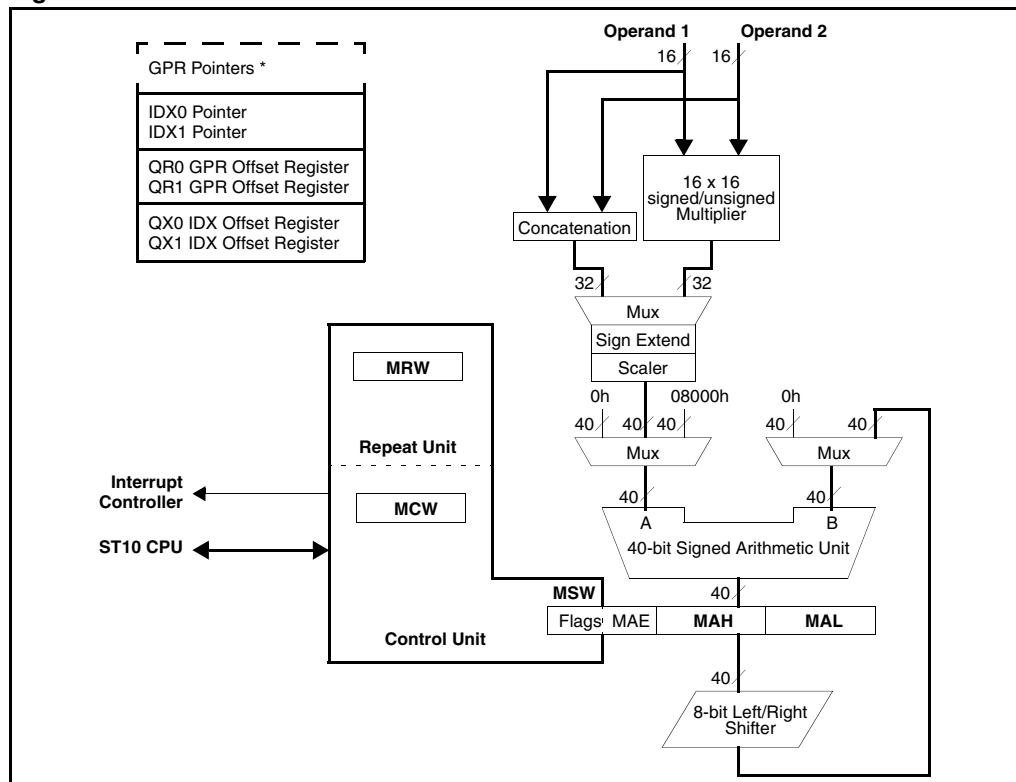 Operand 1 Operand 2
16 16
GPR Pointers *
IDX0 Pointer
IDX1 Pointer
QR0 GPR Offset Register
QR1 GPR Offset Register
QX0 IDX Offset Register
QX1 IDX Offset Register
16 x 16
signed/unsigned
Multiplier
Concatenation
32 32
Mux
Sign Extend
Scaler
MRW
0h 08000h 0h
40 40 40 40 40
Mux Mux
Repeat Unit
Interrupt
Controller
MCW
40 40
A B
40-bit Signed Arithmetic Unit
ST10 CPU
40
MSW
Flags MAE MAH MAL
Control Unit
40
8-bit Left/Right
Shifter